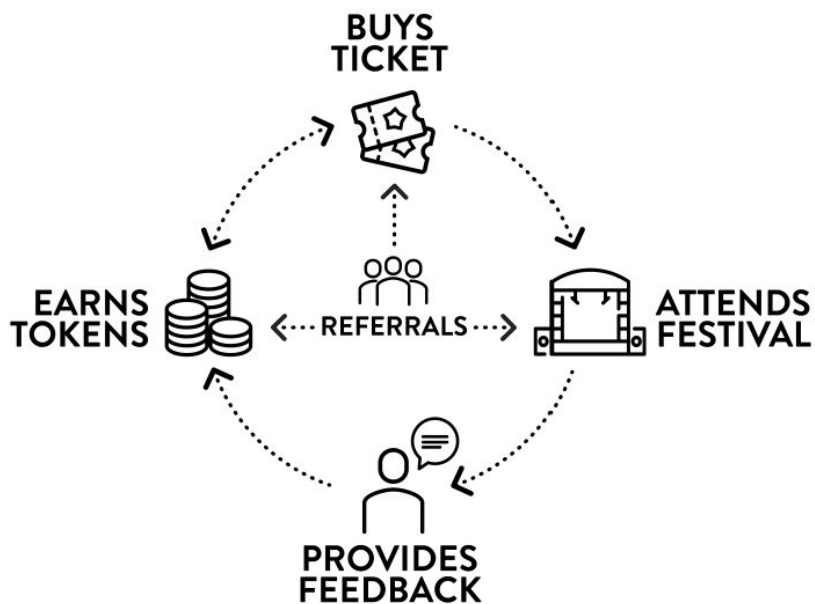 BUYS
TICKET
EARNS
TOKENS
REFERRALS
ATTENDS
FESTIVAL
PROVIDES
FEEDBACK